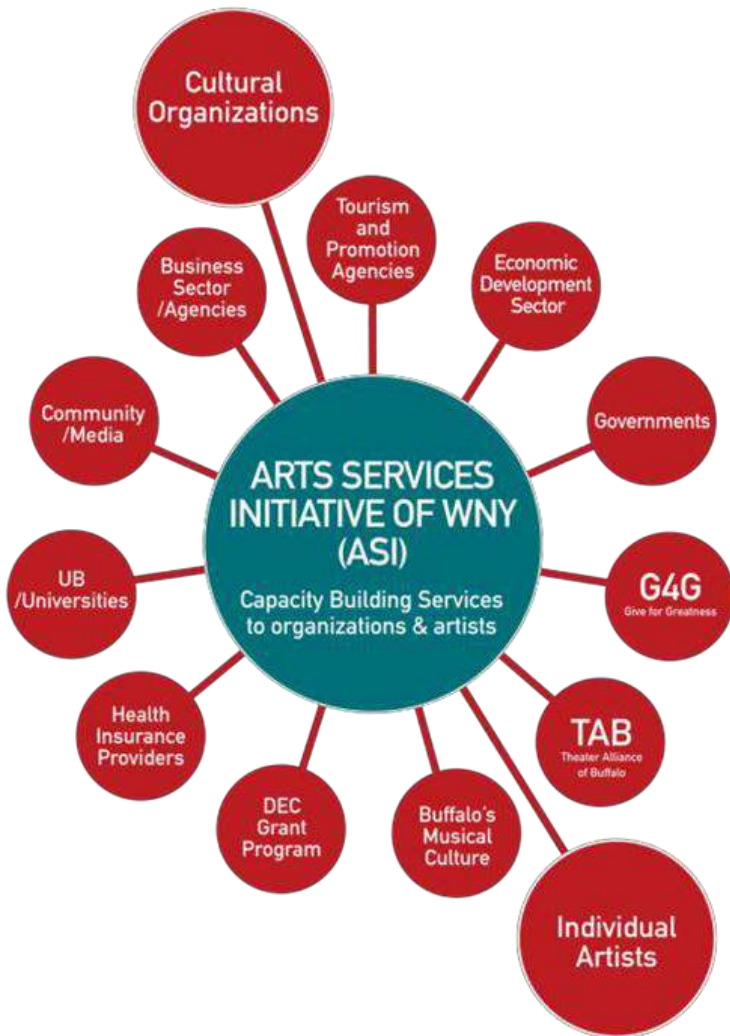 Cultural
Organizations
Tourism
and
Promotion
Agencies
Economic
Development
Sector
Business
Sector
/Agencies
Community
/Media
Governments
ARTS SERVICES
INITIATIVE OF WNY
(ASI)
Capacity Building Services
to organizations & artists
UB
/Universities
G4G
Give for Greatness
Health
Insurance
Providers
TAB
Theater Alliance
of Buffalo
DEC
Grant
Program
Buffalo's
Musical
Culture
Individual
Artists